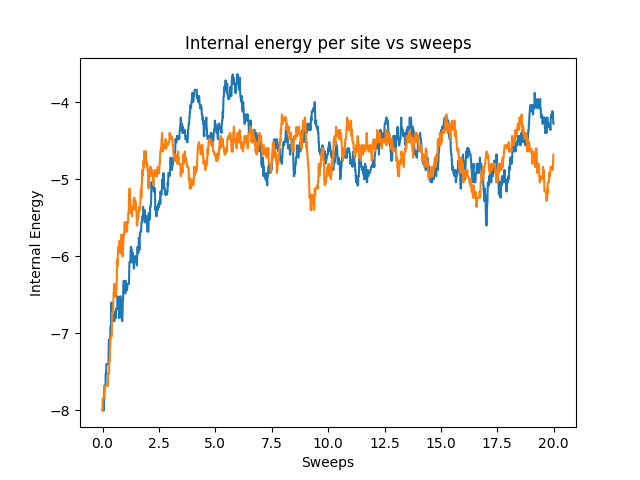 Internal energy per site vs sweeps
Internal Energy
−4
−5
−6
−7
−8
0.0 2.5 5.0 7.5 10.0 12.5 15.0 17.5 20.0
Sweeps